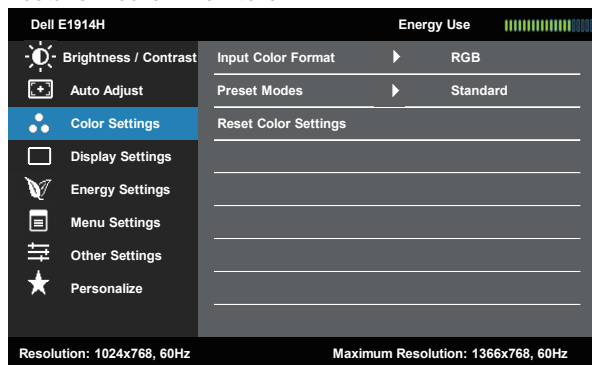 Dell E1914H Energy Use
Brightness / Contrast Input Color Format RGB
Auto Adjust Preset Modes Standard
Color Settings Reset Color Settings
Display Settings
Energy Settings
Menu Settings
Other Settings
Personalize
Resolution: 1024x768, 60Hz Maximum Resolution: 1366x768, 60Hz